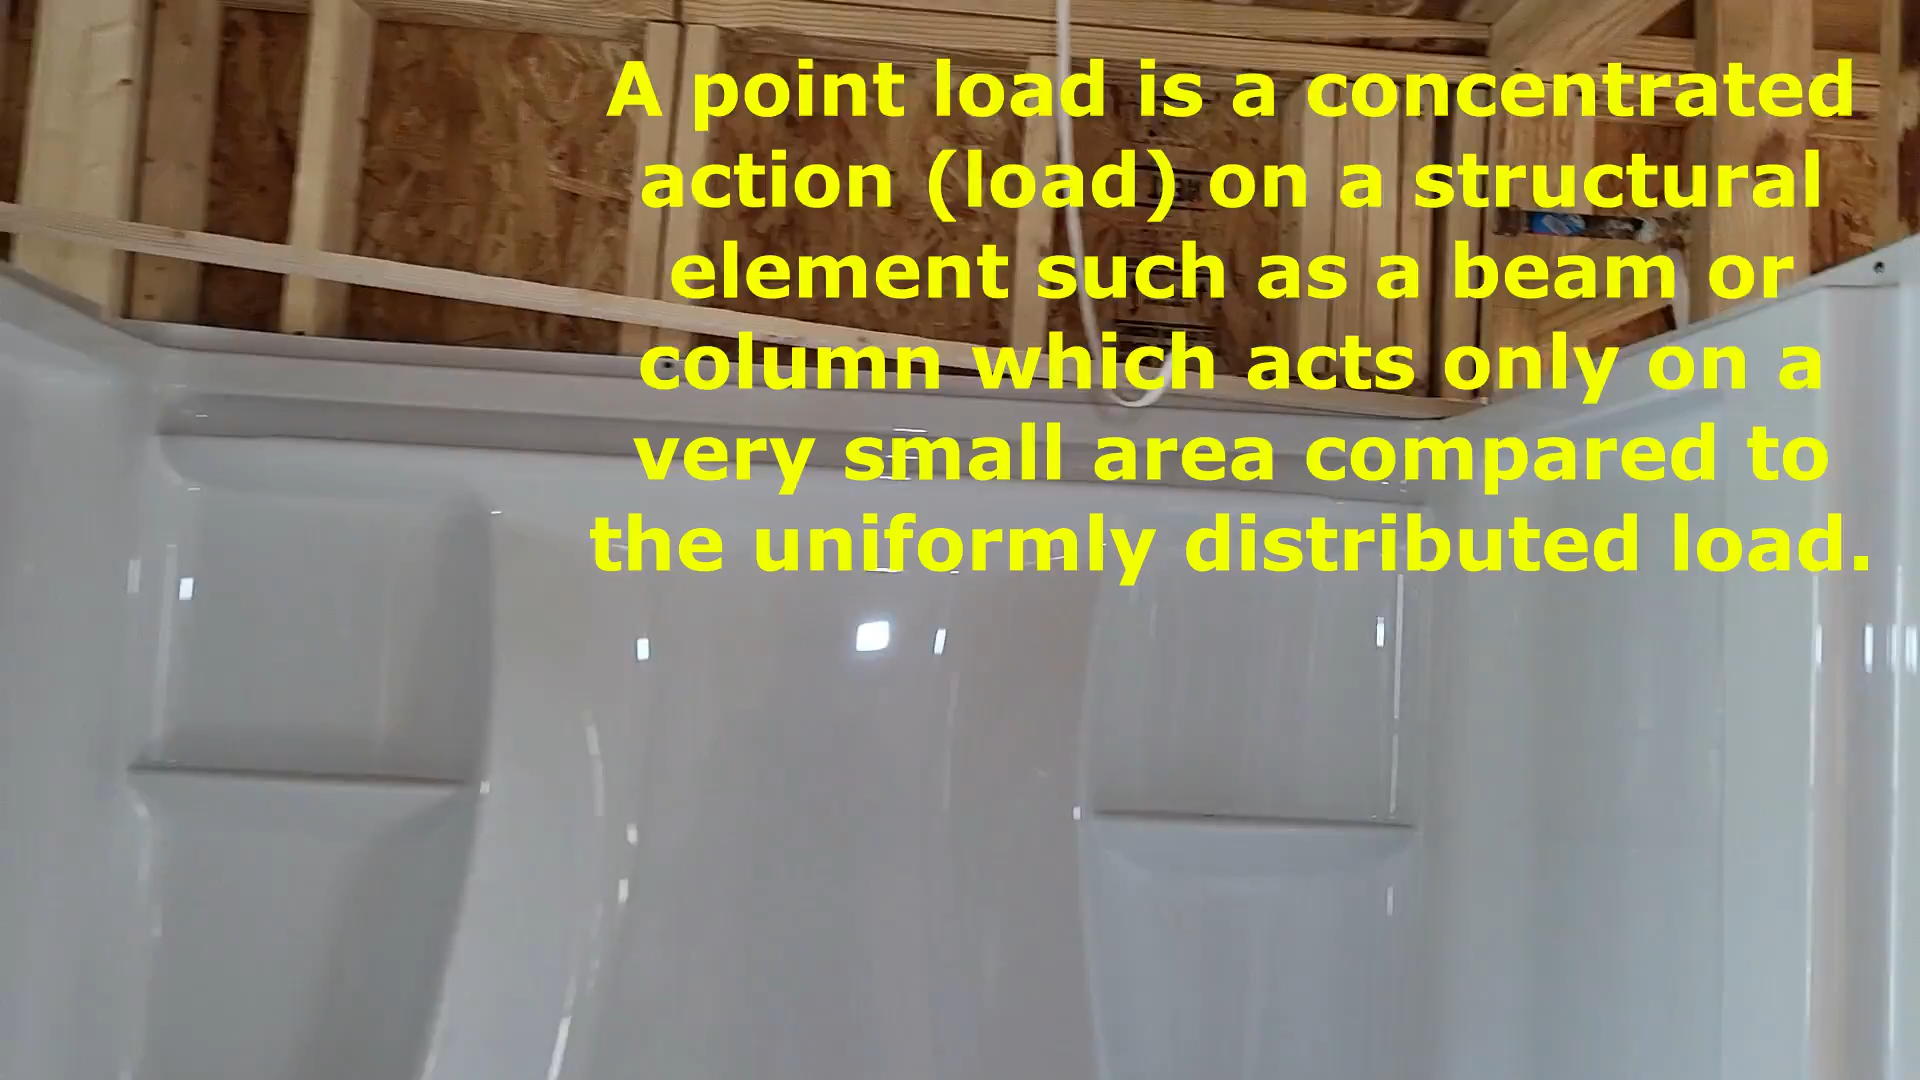 A point load is a concentrated
action (load) on a structural
element such as a beam or
column which acts only on a
very small area compared to
the uniformly distributed load.